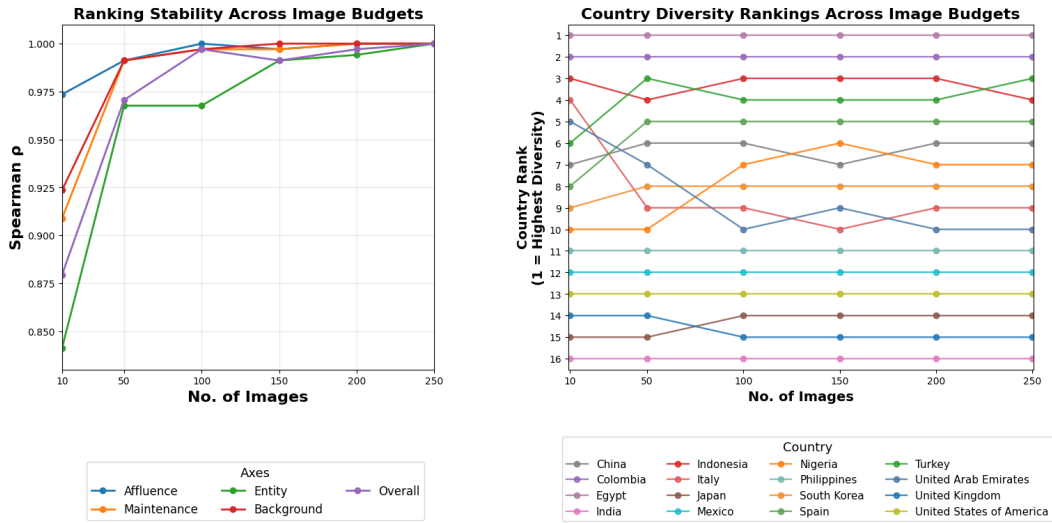 Ranking Stability Across Image Budgets
1.000
0.975
0.950
0.925
0.900
0.875
0.850
Spearman ρ
10
50
100
150
200
250
No. of Images
Axes
Affluence
Entity
Overall
Maintenance
Background
Country Diversity Rankings Across Image Budgets
1
2
3
4
5
6
7
8
9
10
11
12
13
14
15
16
Country Rank
(1 = Highest Diversity)
10
50
100
150
200
250
No. of Images
Country
China
Indonesia
Nigeria
Turkey
Colombia
Italy
Philippines
United Arab Emirates
Egypt
Japan
South Korea
United Kingdom
India
Mexico
Spain
United States of America